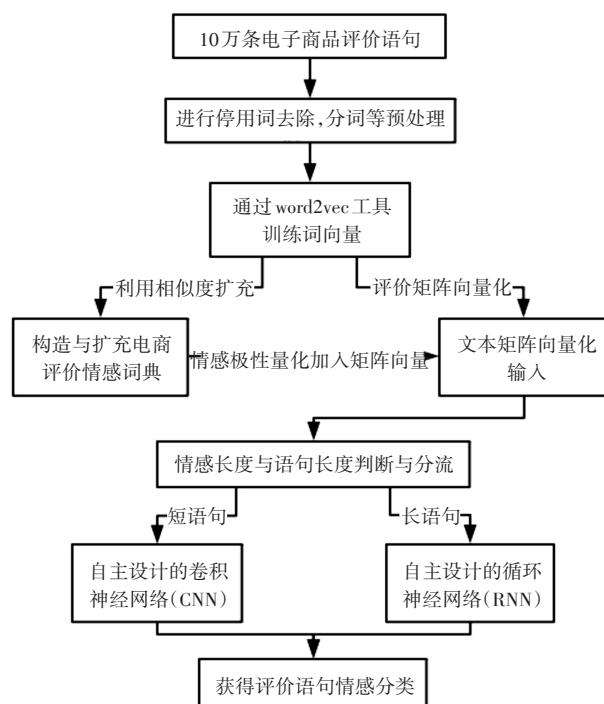 10万条电子商品评价语句
进行停用词去除,分词等预处理
通过word2vec工具
训练词向量
利用相似度扩充
评价矩阵向量化
构造与扩充电商
评价情感词典
情感极性量化加入矩阵向量
文本矩阵向量化
输入
情感长度与语句长度判断与分流
短语句
长语句
自主设计的卷积
神经网络(CNN)
自主设计的循环
神经网络(RNN)
获得评价语句情感分类